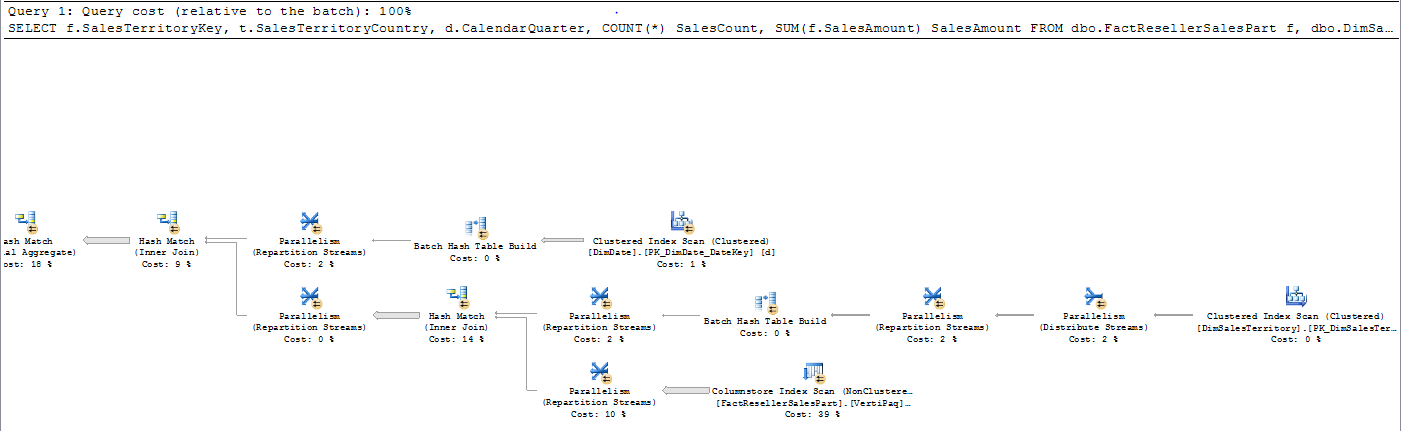 Query 1: Query cost (relative to the batch): 100%
SELECT f.SalesTerritoryKey, t.SalesTerritoryCountry, d.CalendarQuarter, COUNT(*) SalesCount, SUM(f.SalesAmount) SalesAmount FROM dbo.FactResellerSalesPart f, dbo.DimSa…
ash Match
al Aggregate)
ost: 18 %
Hash Match
(Inner Join)
Cost: 9 %
Parallelism
(Repartition Streams)
Cost: 2 %
Batch Hash Table Build
Cost: 0 %
Clustered Index Scan (Clustered)
[DimDate].[PK_DimDate_DateKey] [d]
Cost: 1 %
Parallelism
(Repartition Streams)
Cost: 0 %
Hash Match
(Inner Join)
Cost: 14 %
Parallelism
(Repartition Streams)
Cost: 2 %
Batch Hash Table Build
Cost: 0 %
Parallelism
(Repartition Streams)
Cost: 2 %
Parallelism
(Distribute Streams)
Cost: 2 %
Clustered Index Scan (Clustered)
[DimSalesTerritory].[PK_DimSalesTer…
Cost: 0 %
Parallelism
(Repartition Streams)
Cost: 10 %
Columnstore Index Scan (NonClustere…
[FactResellerSalesPart].[VertiPaq]…
Cost: 39 %